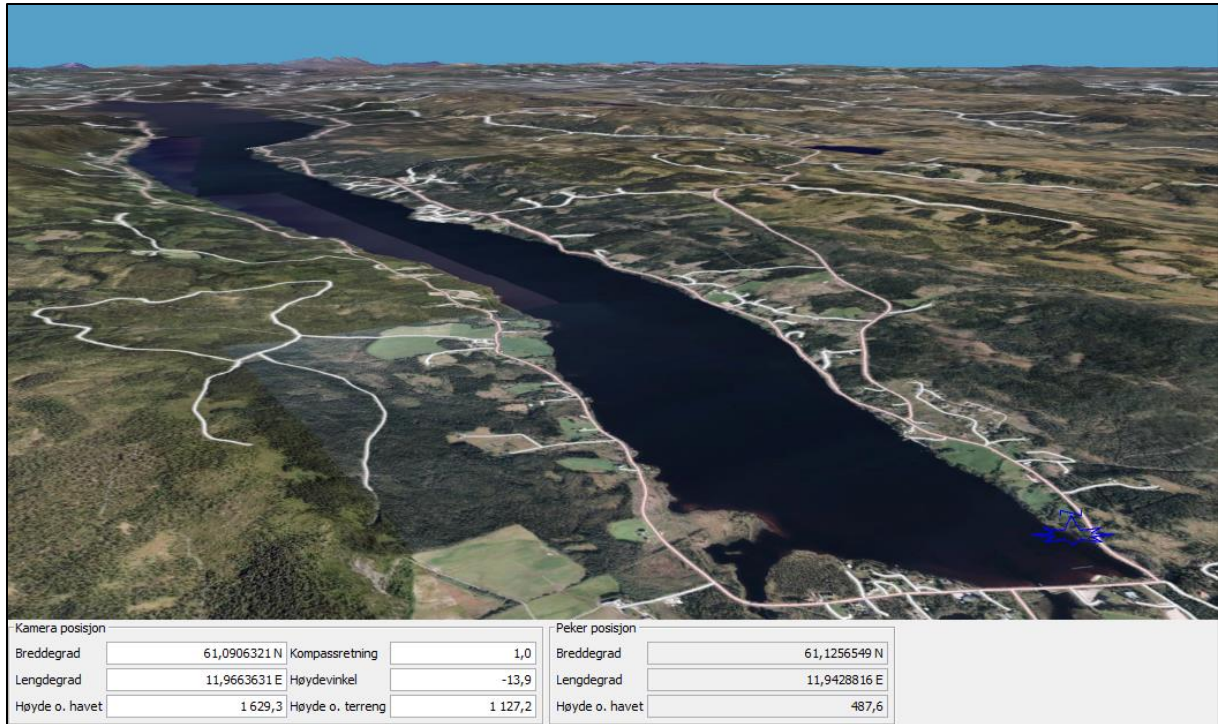 Kamera posisjon
Breddegrad 61,0906321 N Kompassretning 1,0
Lengdegrad 11,9663631 E Høydevinkel -13,9
Høyde o. havet 1 629,3 Høyde o. terreng 1 127,2
Peker posisjon
Breddegrad 61,1256549 N
Lengdegrad 11,9428816 E
Høyde o. havet 487,6